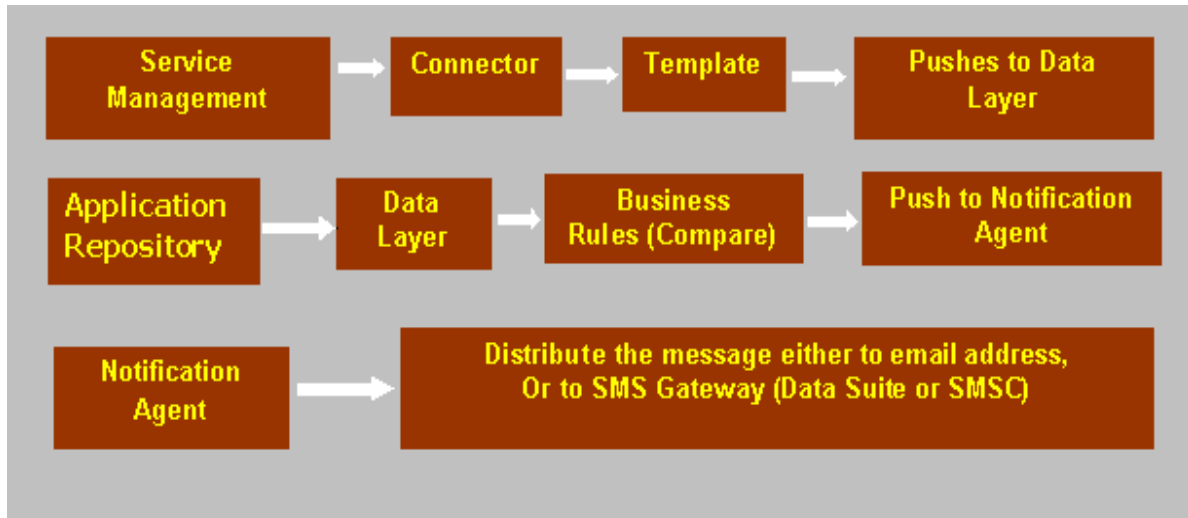 Service
Management
Connector
Template
Pushes to Data
Layer
Application
Repository
Data
Layer
Business
Rules (Compare)
Push to Notification
Agent
Notification
Agent
Distribute the message either to email address,
Or to SMS Gateway (Data Suite or SMSC)